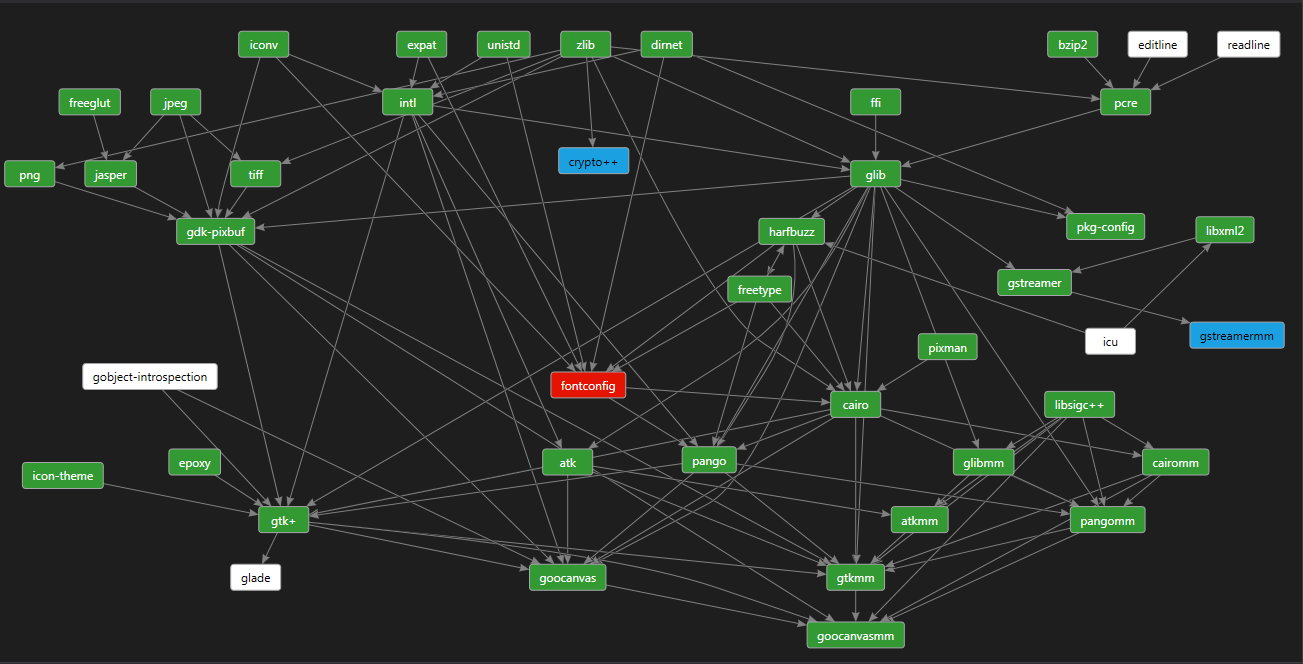 iconv
expat
unistd
zlib
dirnet
bzip2
editline
readline
freeglut
jpeg
intl
ffi
pcre
crypto++
png
jasper
tiff
glib
gdk-pixbuf
harfbuzz
pkg-config
libxml2
freetype
gstreamer
gstreamermm
icu
pixman
gobject-introspection
fontconfig
cairo
libsigc++
icon-theme
epoxy
atk
pango
glibmm
cairomm
gtk+
atkmm
pangomm
glade
goocanvas
gtkmm
goocanvasmm